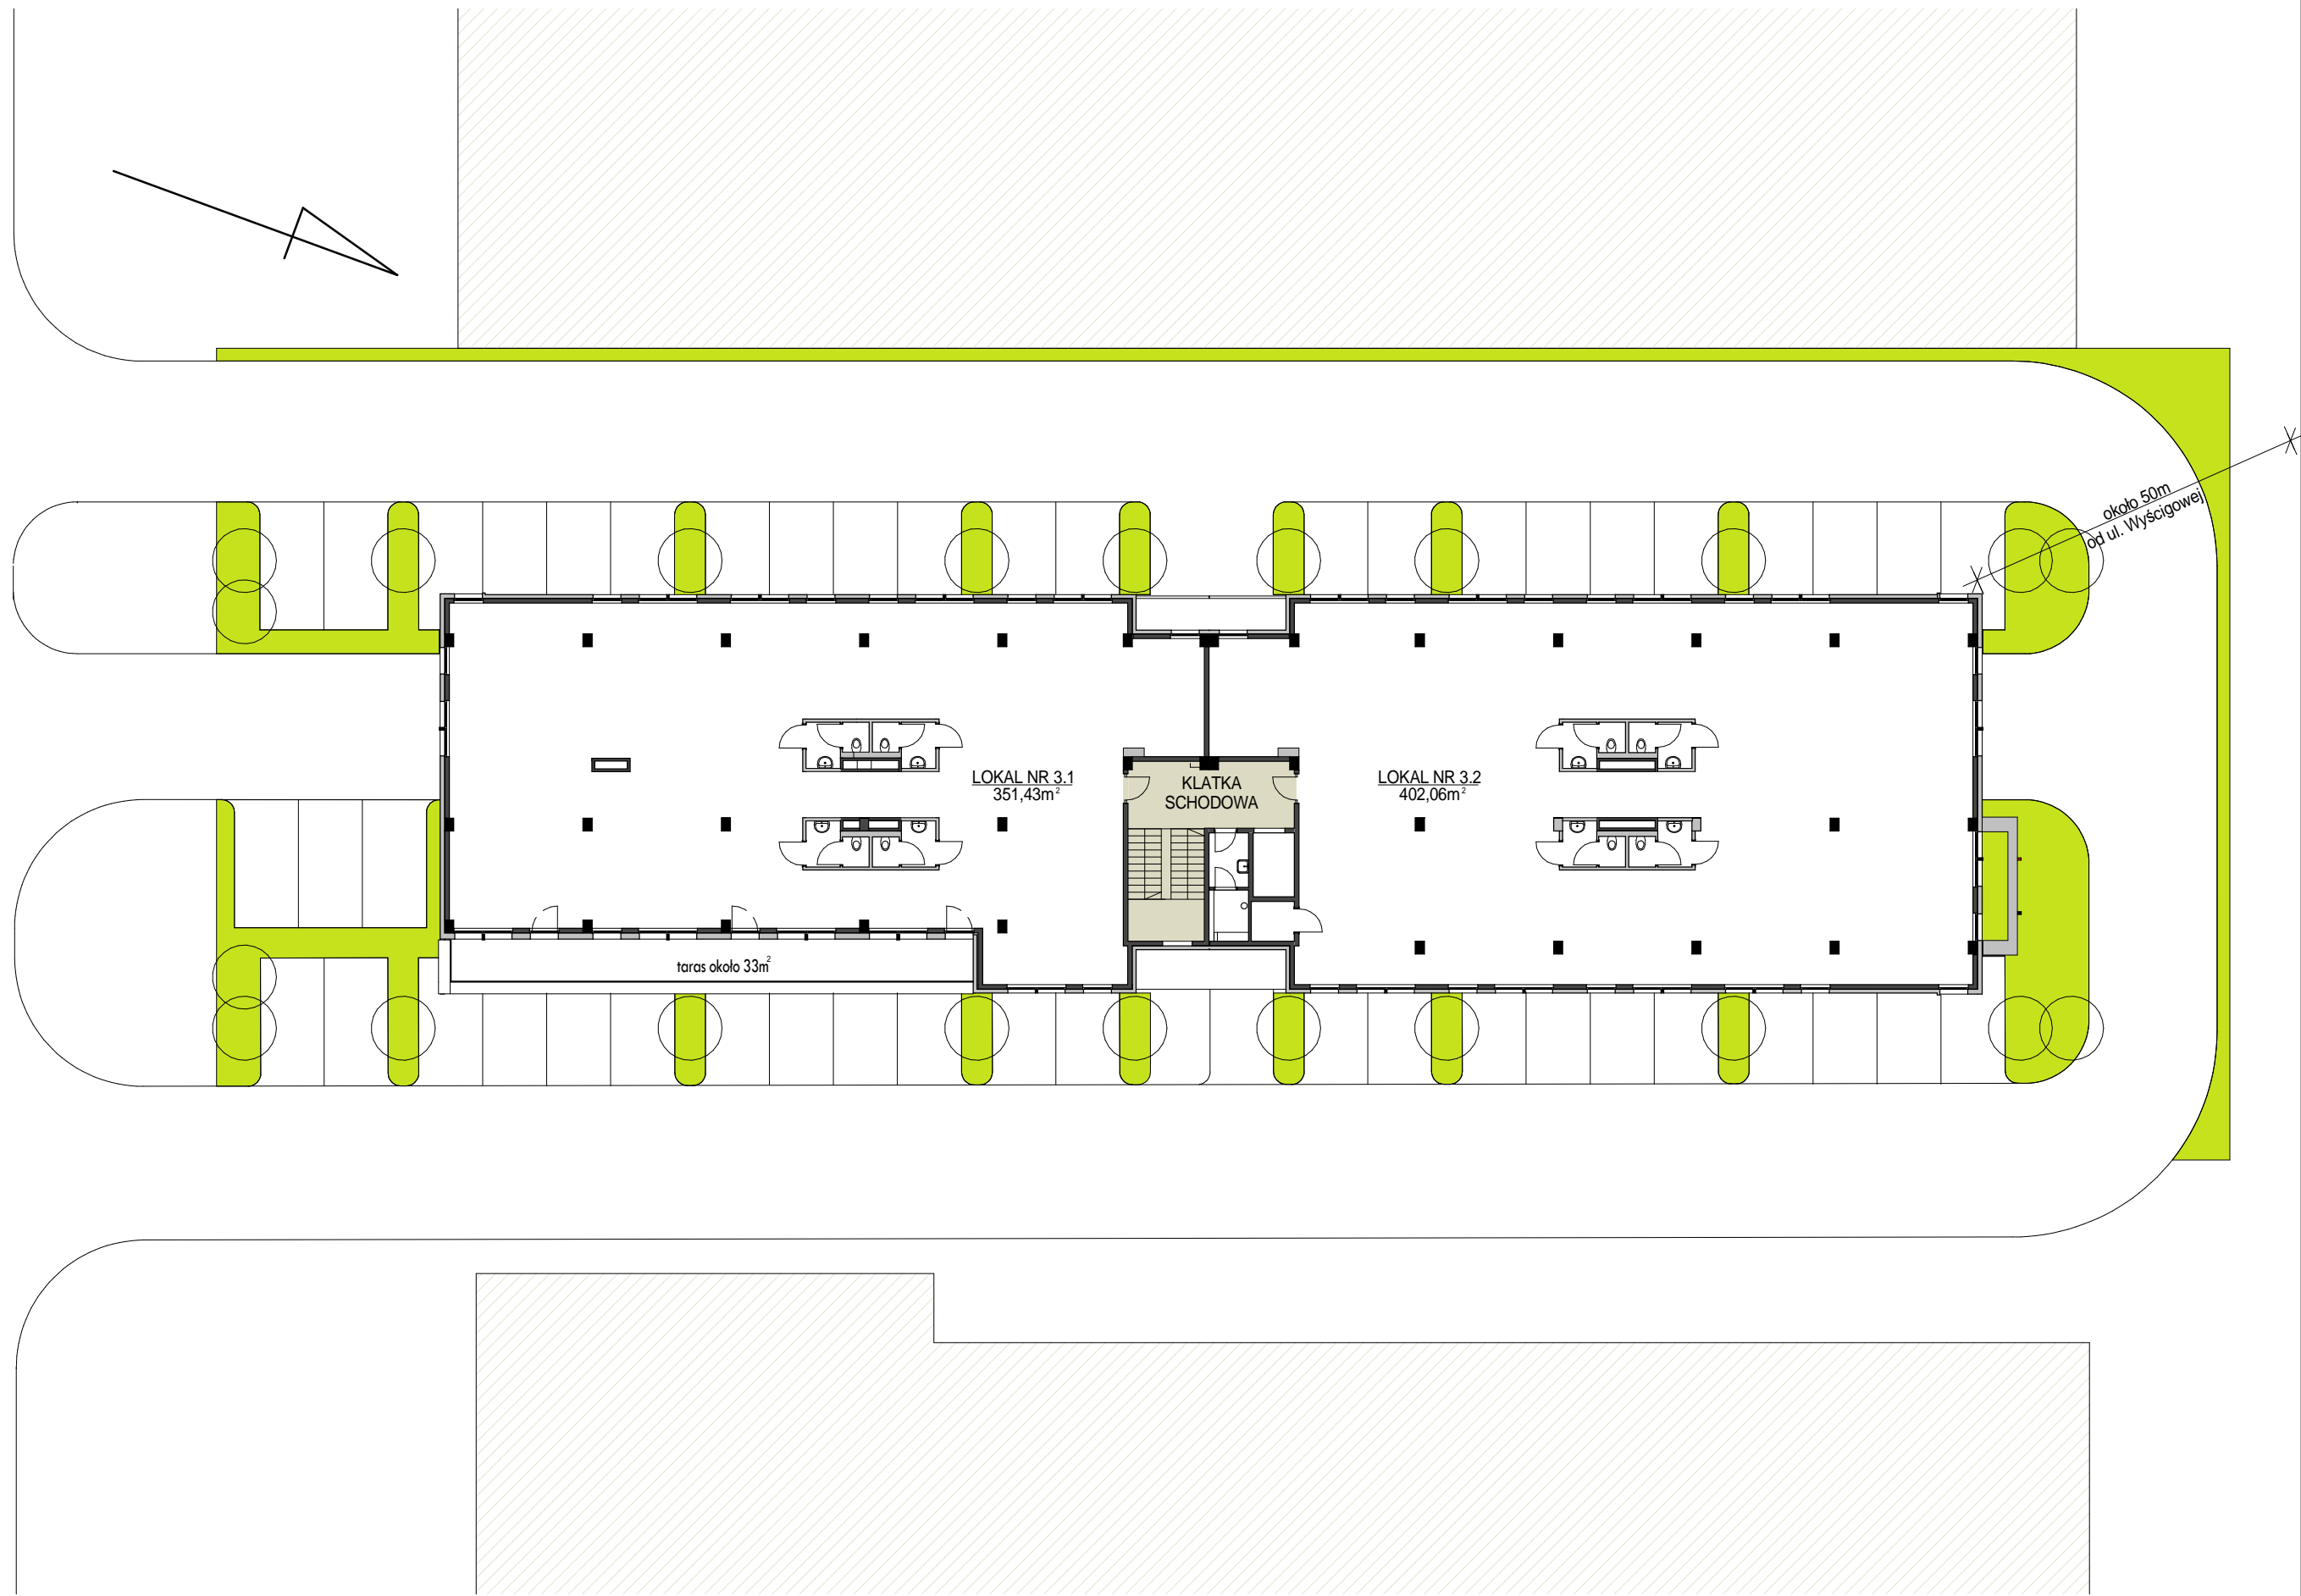 około 50m
od ul. Wyścigowej
LOKAL NR 3.1
351,43m²
KLATKA
SCHODOWA
LOKAL NR 3.2
402,06m²
taras około 33m²